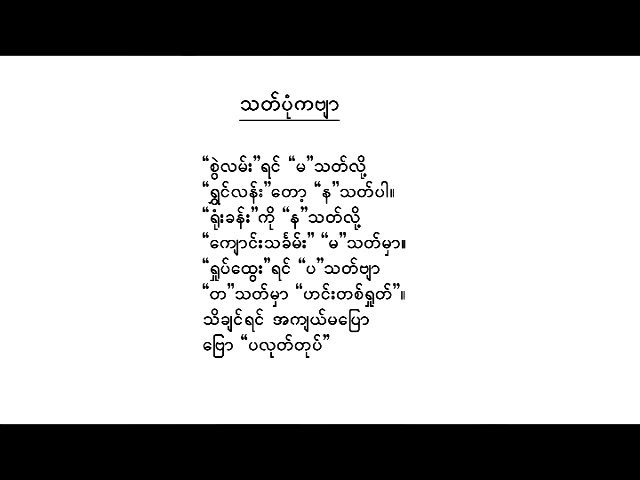 သတ်ပုံကဗျာ
“စွဲလမ်း”ရင် “မ”သတ်လို့
“ရွှင်လန်း”တော့ “န”သတ်ပါ။
“ရုံးခန်း”ကို “န”သတ်လို့
“ကျောင်းသင်္ခမ်း” “မ”သတ်မှာ။
“ရှုပ်ထွေး”ရင် “ပ”သတ်ဗျာ
“တ”သတ်မှာ “ဟင်းတစ်ရှုတ်”။
သိချင်ရင် အကျယ်မပြော
ဗြော “ပလုတ်တုပ်”